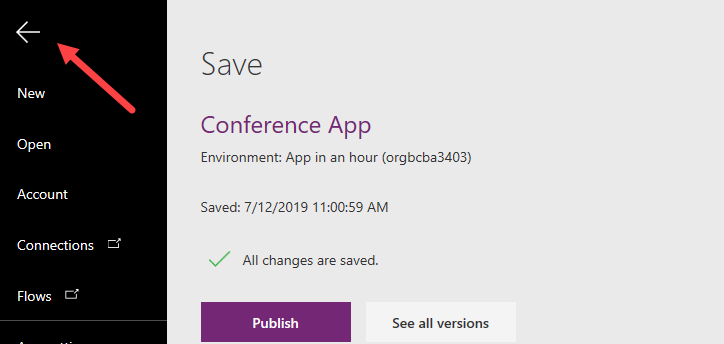 New
Open
Account
Connections
Flows
Save
Conference App
Environment: App in an hour (orgbcba3403)
Saved: 7/12/2019 11:00:59 AM
All changes are saved.
Publish
See all versions